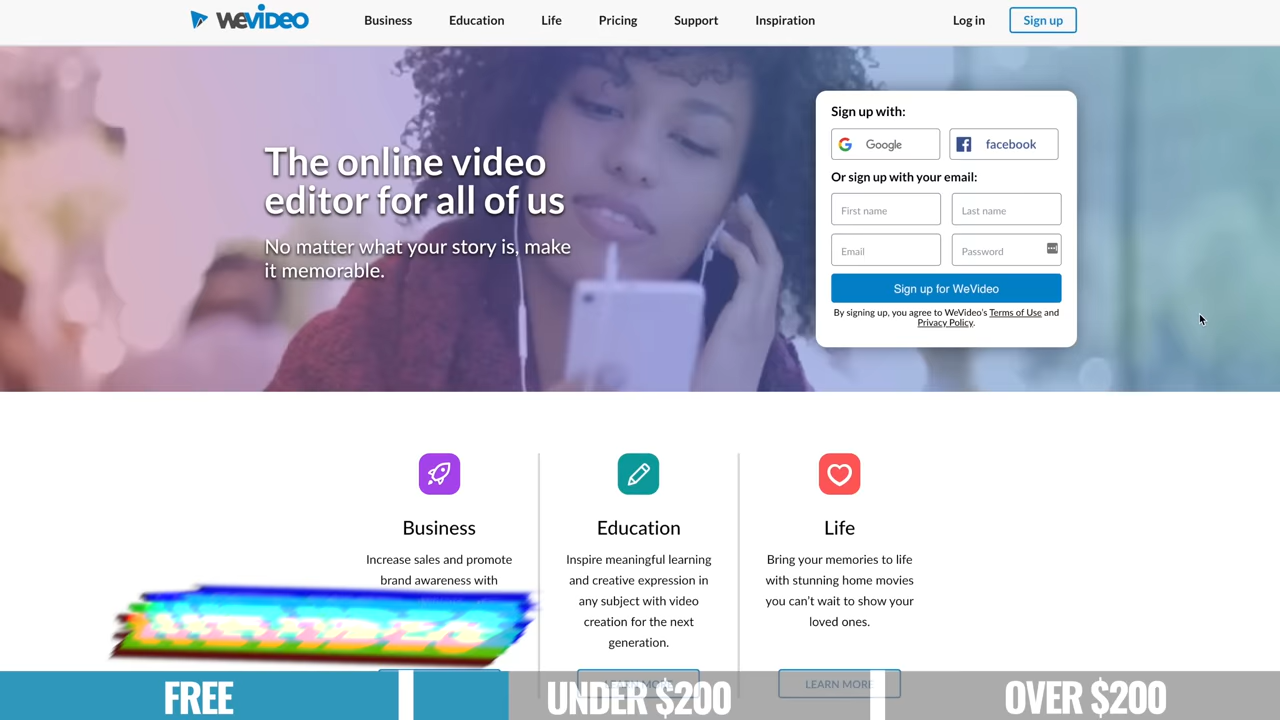 WEVIDEO
Business Education Life Pricing Support Inspiration Log in Sign up
The online video
editor for all of us
No matter what your story is, make
it memorable.
Sign up with:
Google facebook
Or sign up with your email:
First name Last name
Email Password
Sign up for WeVideo
By signing up, you agree to WeVideo's Terms of Use and
Privacy Policy.
Business
Increase sales and promote
brand awareness with
Education
Inspire meaningful learning
and creative expression in
any subject with video
creation for the next
generation.
LEARN MORE
Life
Bring your memories to life
with stunning home movies
you can't wait to show your
loved ones.
LEARN MORE
FREE UNDER $200 OVER $200